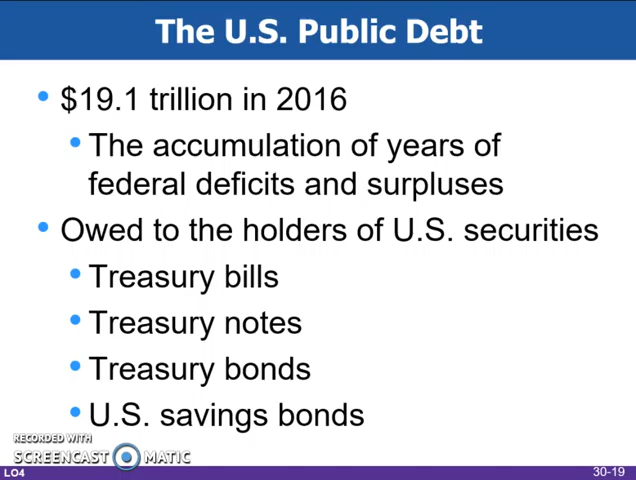 The U.S. Public Debt
• $19.1 trillion in 2016
• The accumulation of years of
federal deficits and surpluses
• Owed to the holders of U.S. securities
• Treasury bills
• Treasury notes
• Treasury bonds
• U.S. savings bonds
RECORDED WITH
SCREENCAST MATIC
LO4
30-19